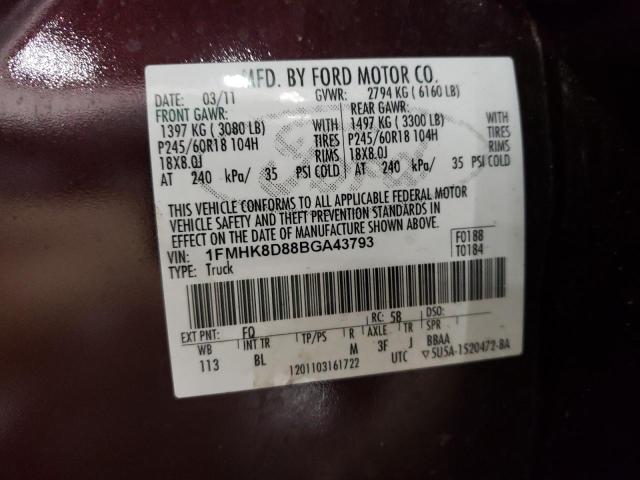 MFD. BY FORD MOTOR CO.
DATE: 03/11 GVWR: 2794 KG ( 6160 LB)
FRONT GAWR: REAR GAWR:
1397 KG ( 3080 LB) WITH 1497 KG ( 3300 LB) WITH
P245/60R18 104H TIRES P245/60R18 104H TIRES
18X8.0J RIMS 18X8.0J RIMS
AT 240 kPa/ 35 PSI COLD AT 240 kPa/ 35 PSI COLD
THIS VEHICLE CONFORMS TO ALL APPLICABLE FEDERAL MOTOR
VEHICLE SAFETY AND THEFT PREVENTION STANDARDS IN
EFFECT ON THE DATE OF MANUFACTURE SHOWN ABOVE.
VIN: 1FMHK8D88BGA43793 F0188
TYPE: Truck T0184
EXT PNT: FQ RC: 58 DSO:
WB INT TR TP/PS R AXLE TR SPR
113 BL M 3F J BBAA
1201103161722 UTC ▽5U5A-1520472-BA